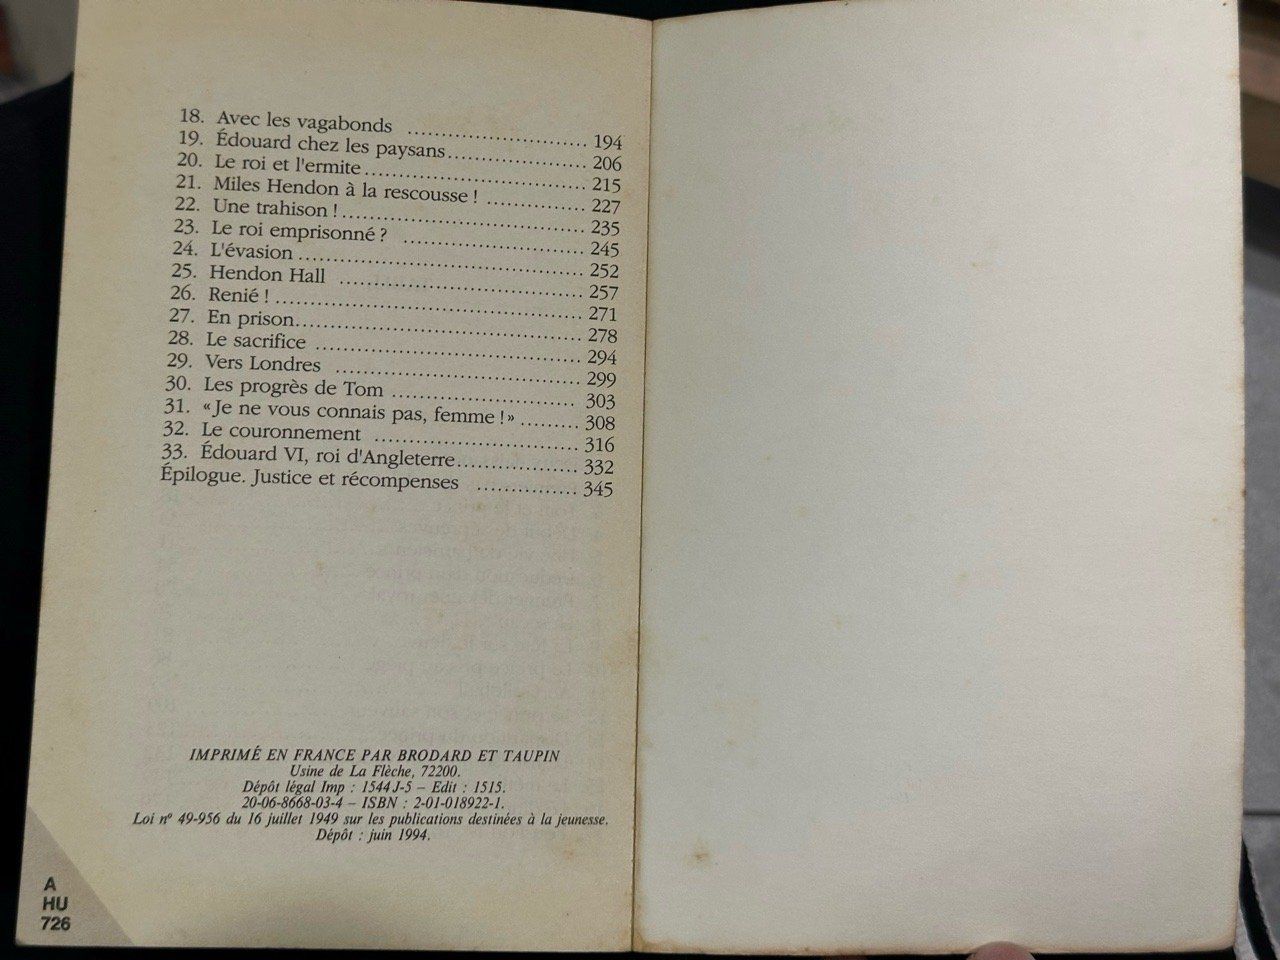 18. Avec les vagabonds ........................... 194
19. Édouard chez les paysans..................... 206
20. Le roi et l'ermite.................................. 215
21. Miles Hendon à la rescousse ! ............... 227
22. Une trahison !..................................... 235
23. Le roi emprisonné ? ............................ 245
24. L'évasion ........................................... 252
25. Hendon Hall ...................................... 257
26. Renié ! .............................................. 271
27. En prison............................................ 278
28. Le sacrifice ........................................ 294
29. Vers Londres ..................................... 299
30. Les progrès de Tom ............................ 303
31. «Je ne vous connais pas, femme !»......... 308
32. Le couronnement ............................... 316
33. Édouard VI, roi d'Angleterre.................. 332
Épilogue. Justice et récompenses ............... 345
IMPRIMÉ EN FRANCE PAR BRODARD ET TAUPIN
Usine de La Flèche, 72200.
Dépôt légal Imp : 1544J-5 – Edit : 1515.
20-06-8668-03-4 – ISBN : 2-01-018922-1.
Loi nº 49-956 du 16 juillet 1949 sur les publications destinées à la jeunesse.
Dépôt : juin 1994.
A
HU
726